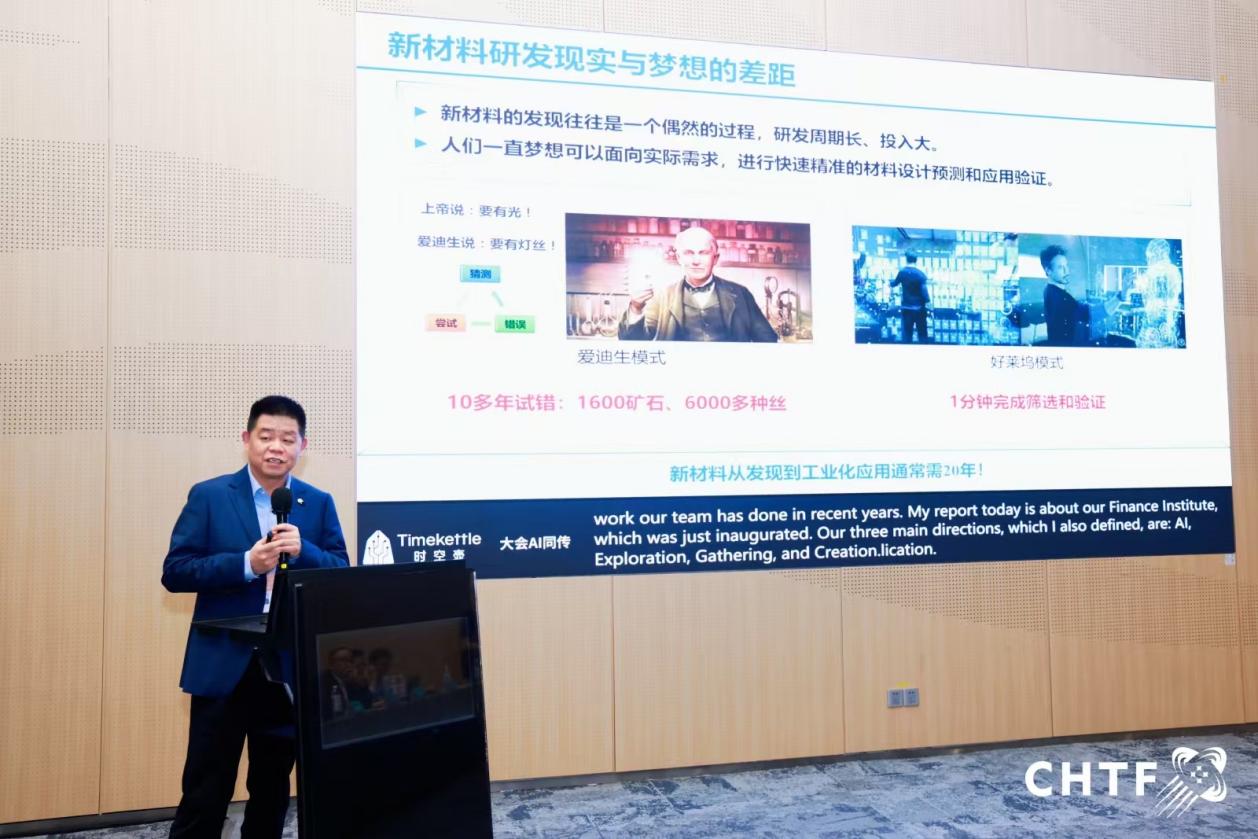 新材料研发现实与梦想的差距
新材料的发现往往是一个偶然的过程，研发周期长、投入大。
人们一直梦想可以面向实际需求，进行快速精准的材料设计预测和应用验证。
上帝说：要有光！
爱迪生说：要有灯丝！
猜测
尝试
错误
爱迪生模式
好莱坞模式
10多年试错：1600矿石、6000多种丝
1分钟完成筛选和验证
新材料从发现到工业化应用通常需20年！
Timekettle
时空壶
大会AI同传
work our team has done in recent years. My report today is about our Finance Institute,
which was just inaugurated. Our three main directions, which I also defined, are: AI,
Exploration, Gathering, and Creation.lication.
CHTF